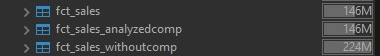 fct_sales 146M
fct_sales_analyzedcomp 146M
fct_sales_withoutcomp 224M